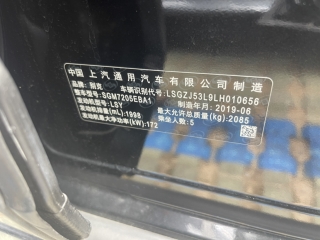 中国 上汽通用汽车有限公司制造
品牌：别克 车辆识别代号：LSGZJ53L9LH010656
整车型号：SGM7205EBA1 制造年月：2019-06
发动机型号：LSY 最大允许总质量(kg)：2085
发动机排量(mL)：1998 乘坐人数：5
发动机最大净功率(kW)：172